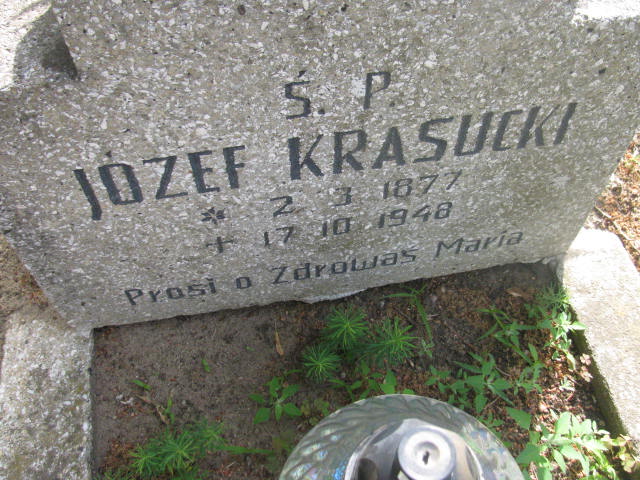 Ś. P.
JÓZEF KRASUCKI
* 2 3 1877
+ 17 10 1948
Prosi o Zdrowaś Maria